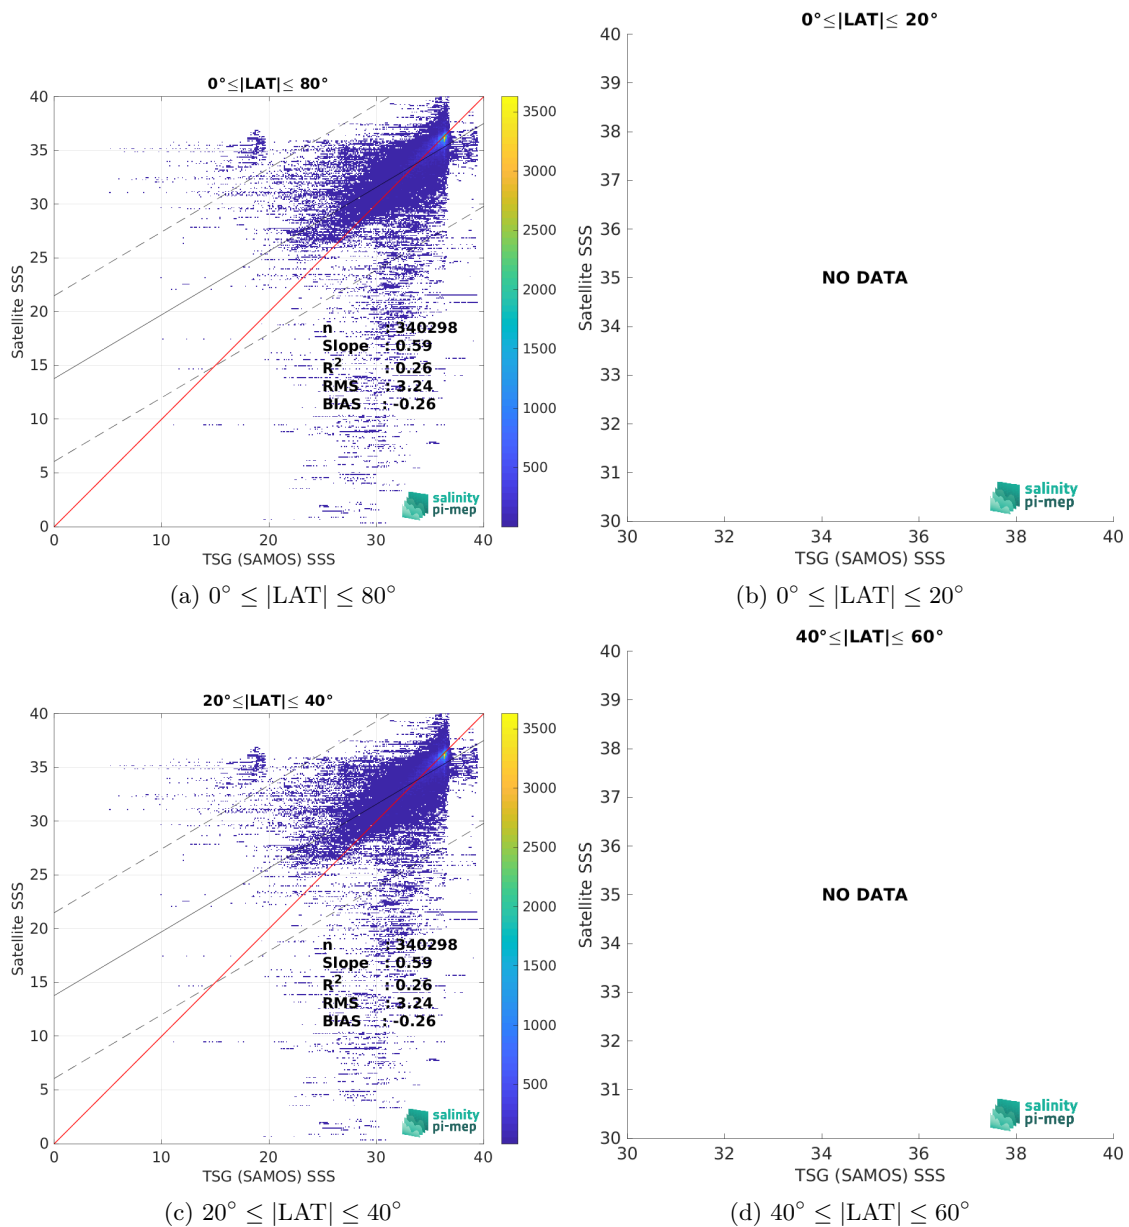 0°≤|LAT|≤ 80°
40
35
30
25
20
15
10
5
0
Satellite SSS
n : 340298
Slope : 0.59
R2 : 0.26
RMS : 3.24
BIAS : -0.26
salinity
pi-mep
0 10 20 30 40
TSG (SAMOS) SSS
3500
3000
2500
2000
1500
1000
500
(a) 0° ≤ |LAT| ≤ 80°
0°≤|LAT|≤ 20°
40
39
38
37
36
35
34
33
32
31
30
Satellite SSS
NO DATA
salinity
pi-mep
30 32 34 36 38 40
TSG (SAMOS) SSS
(b) 0° ≤ |LAT| ≤ 20°
20°≤|LAT|≤ 40°
40
35
30
25
20
15
10
5
0
Satellite SSS
n : 340298
Slope : 0.59
R2 : 0.26
RMS : 3.24
BIAS : -0.26
salinity
pi-mep
0 10 20 30 40
TSG (SAMOS) SSS
3500
3000
2500
2000
1500
1000
500
(c) 20° ≤ |LAT| ≤ 40°
40°≤|LAT|≤ 60°
40
39
38
37
36
35
34
33
32
31
30
Satellite SSS
NO DATA
salinity
pi-mep
30 32 34 36 38 40
TSG (SAMOS) SSS
(d) 40° ≤ |LAT| ≤ 60°